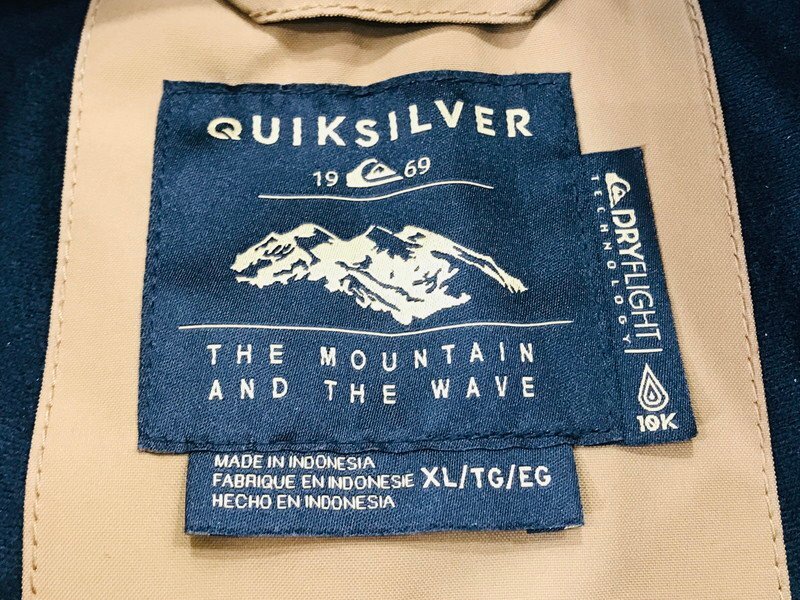 QUIKSILVER
19 69
THE MOUNTAIN
AND THE WAVE
DRYFLIGHT
TECHNOLOGY
10K
MADE IN INDONESIA
FABRIQUE EN INDONESIE
HECHO EN INDONESIA
XL/TG/EG